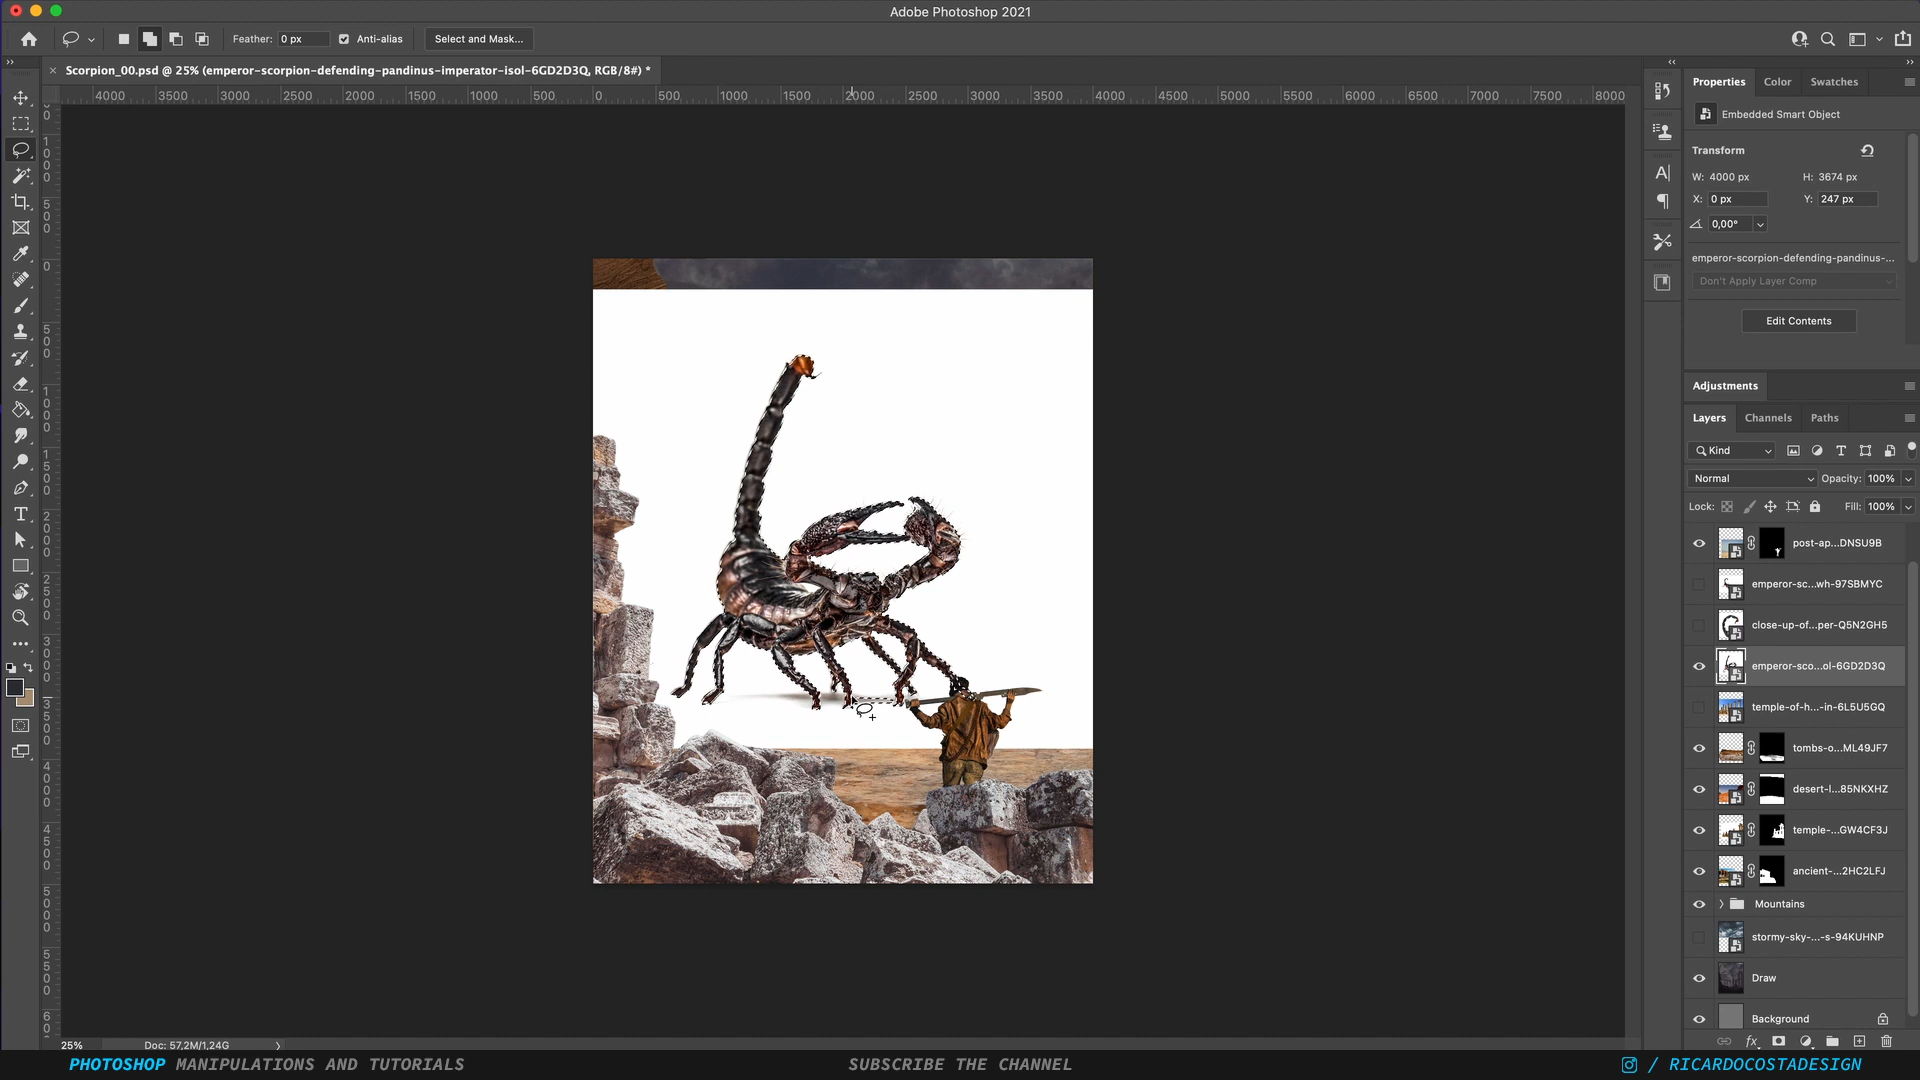 Adobe Photoshop 2021
Feather: 0 px
Anti-alias
Select and Mask...
Scorpion_00.psd @ 25% (emperor-scorpion-defending-pandinus-imperator-isol-6GD2D3Q, RGB/8#) *
4000 3500 3000 2500 2000 1500 1000 500 0 500 1000 1500 2000 2500 3000 3500 4000 4500 5000 5500 6000 6500 7000 7500 8000
Properties
Color
Swatches
Embedded Smart Object
Transform
W: 4000 px
H: 3674 px
X: 0 px
Y: 247 px
0,00°
emperor-scorpion-defending-pandinus-...
Don't Apply Layer Comp
Edit Contents
Adjustments
Layers
Channels
Paths
Kind
Normal
Opacity: 100%
Lock:
Fill: 100%
post-ap...DNSU9B
emperor-sc...wh-97SBMYC
close-up-of...per-Q5N2GH5
emperor-sco...ol-6GD2D3Q
temple-of-h...-in-6L5U5GQ
tombs-o...ML49JF7
desert-l...85NKXHZ
temple-...GW4CF3J
ancient-...2HC2LFJ
Mountains
stormy-sky-...-s-94KUHNP
Draw
Background
25%
Doc: 57,2M/1,24G
PHOTOSHOP MANIPULATIONS AND TUTORIALS
SUBSCRIBE THE CHANNEL
/ RICARDOCOSTADESIGN